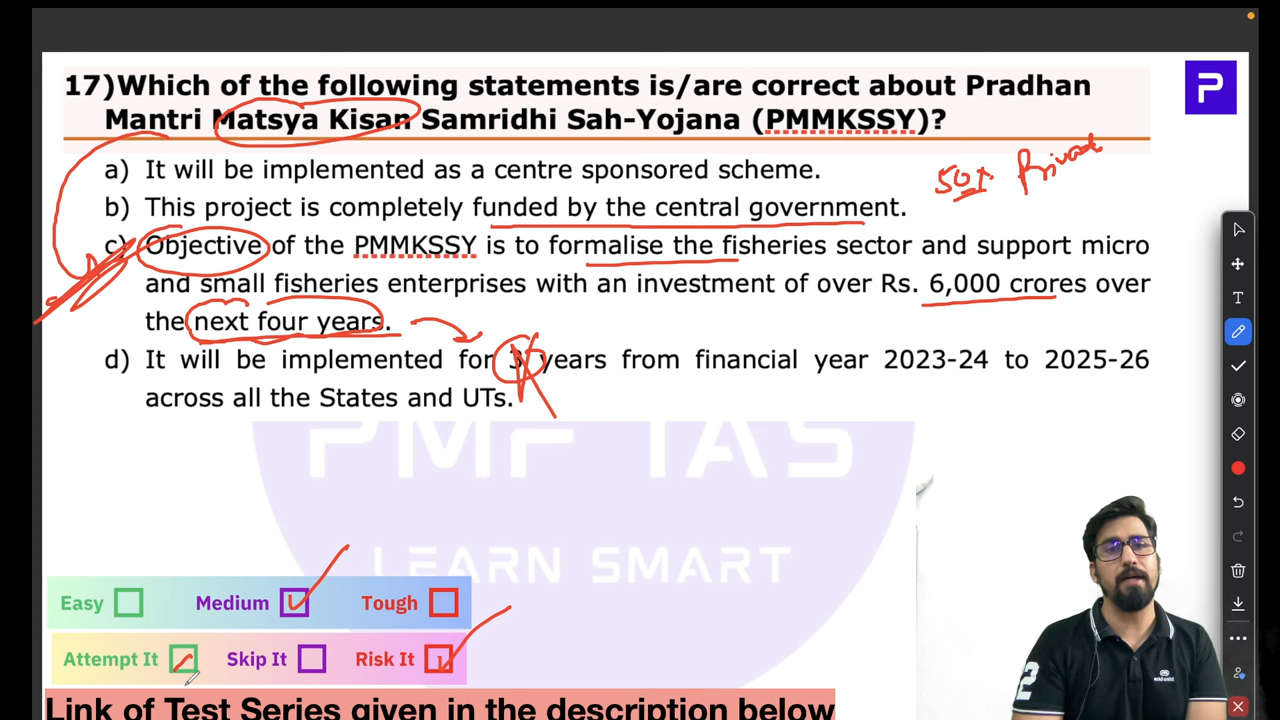 17)Which of the following statements is/are correct about Pradhan
Mantri Matsya Kisan Samridhi Sah-Yojana (PMMKSSY)?
a) It will be implemented as a centre sponsored scheme.
50% Private
b) This project is completely funded by the central government.
c) Objective of the PMMKSSY is to formalise the fisheries sector and support micro
and small fisheries enterprises with an investment of over Rs. 6,000 crores over
the next four years.
d) It will be implemented for 3 years from financial year 2023-24 to 2025-26
across all the States and UTs.
PMF IAS
LEARN SMART
Easy Medium Tough
Attempt It Skip It Risk It
Link of Test Series given in the description below
P
T
2